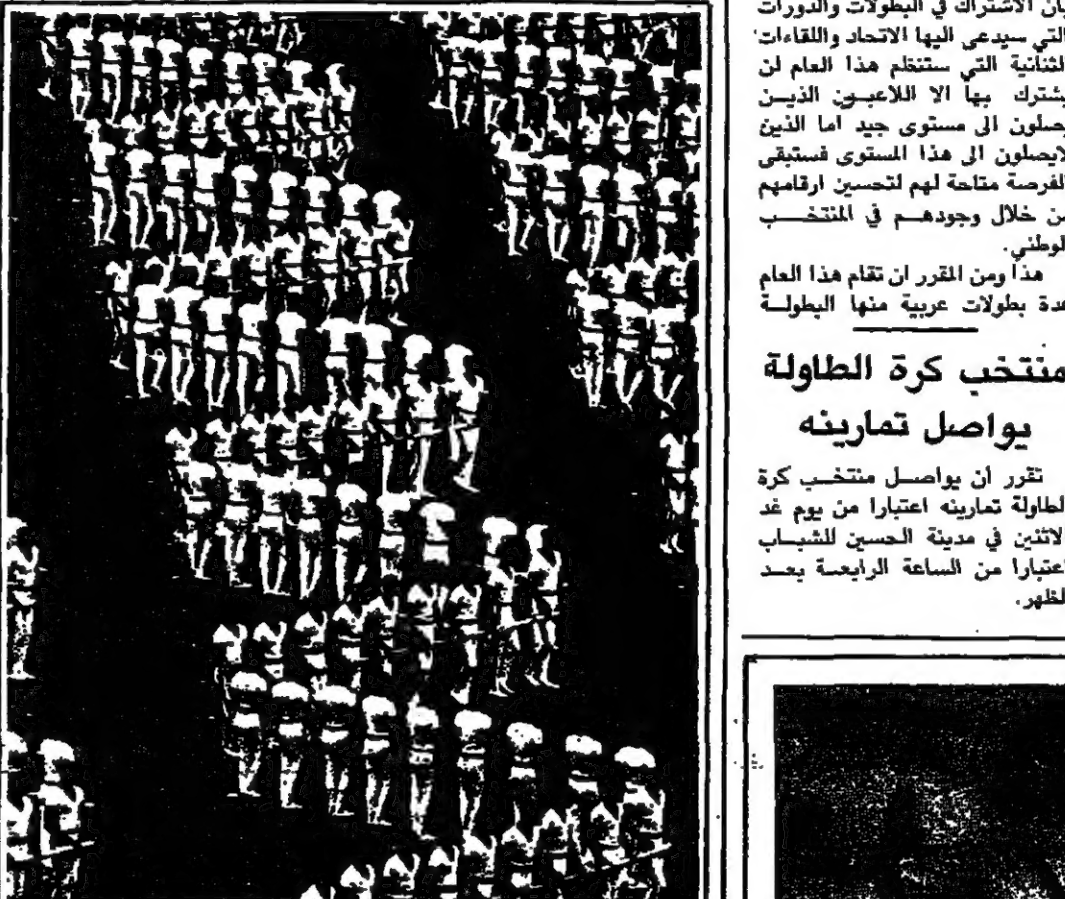 بان الاشتراك في البطولات والدورات
التي سيدعى اليها الاتحاد واللقاءات
الثنائية التي ستنظم هذا العام لن
يشترك بها الا اللاعبون الذين
يصلون الى مستوى جيد اما الذين
لايصلون الى هذا المستوى فستبقى
الفرصة متاحة لهم لتحسين ارقامهم
من خلال وجودهم في المنتخب
الوطني.
هذا ومن المقرر ان تقام هذا العام
عدة بطولات عربية منها البطولة
منتخب كرة الطاولة
يواصل تمارينه
تقرر ان يواصل منتخب كرة
الطاولة تمارينه اعتبارا من يوم غد
الاثنين في مدينة الحسين للشباب
اعتبارا من الساعة الرابعة بعد
الظهر.